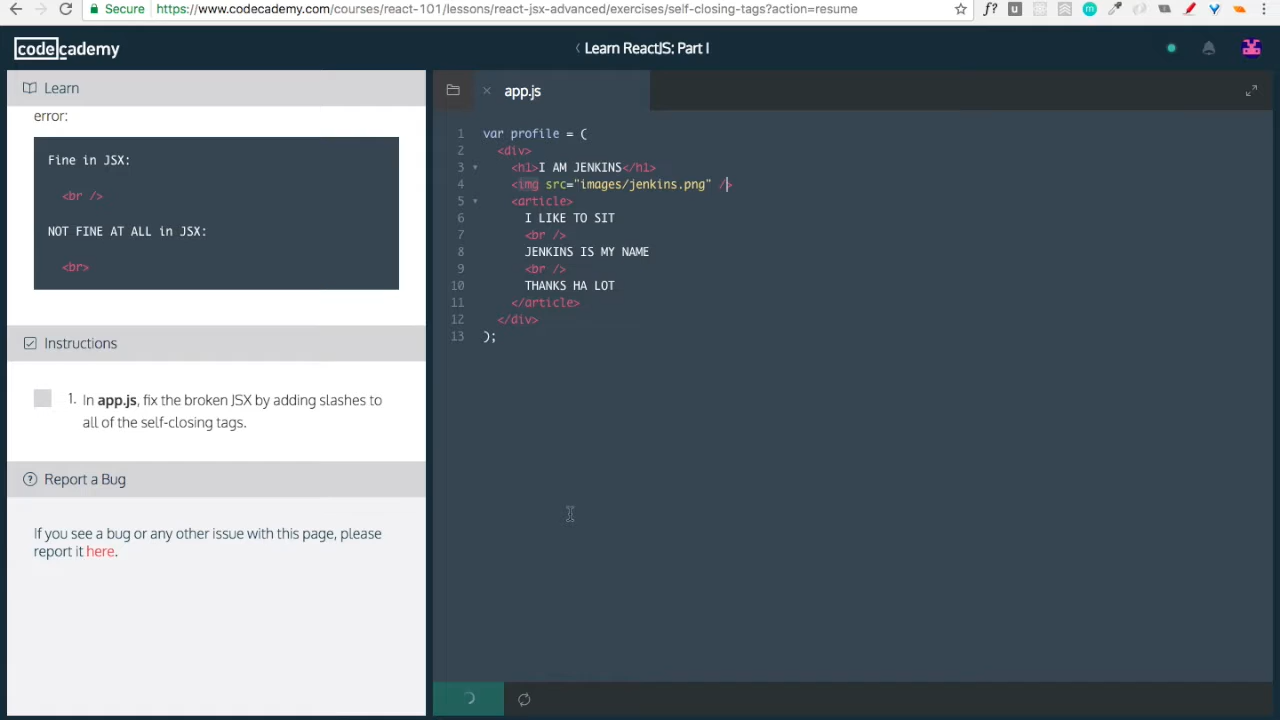 Secure https://www.codecademy.com/courses/react-101/lessons/react-jsx-advanced/exercises/self-closing-tags?action=resume
codecademy
Learn ReactJS: Part I
Learn
error:
Fine in JSX:
<br />
NOT FINE AT ALL in JSX:
<br>
Instructions
1. In app.js, fix the broken JSX by adding slashes to
all of the self-closing tags.
? Report a Bug
If you see a bug or any other issue with this page, please
report it here.
× app.js
1 var profile = (
2 <div>
3 <h1>I AM JENKINS</h1>
4 <img src="images/jenkins.png" />
5 <article>
6 I LIKE TO SIT
7 <br />
8 JENKINS IS MY NAME
9 <br />
10 THANKS HA LOT
11 </article>
12 </div>
13 );